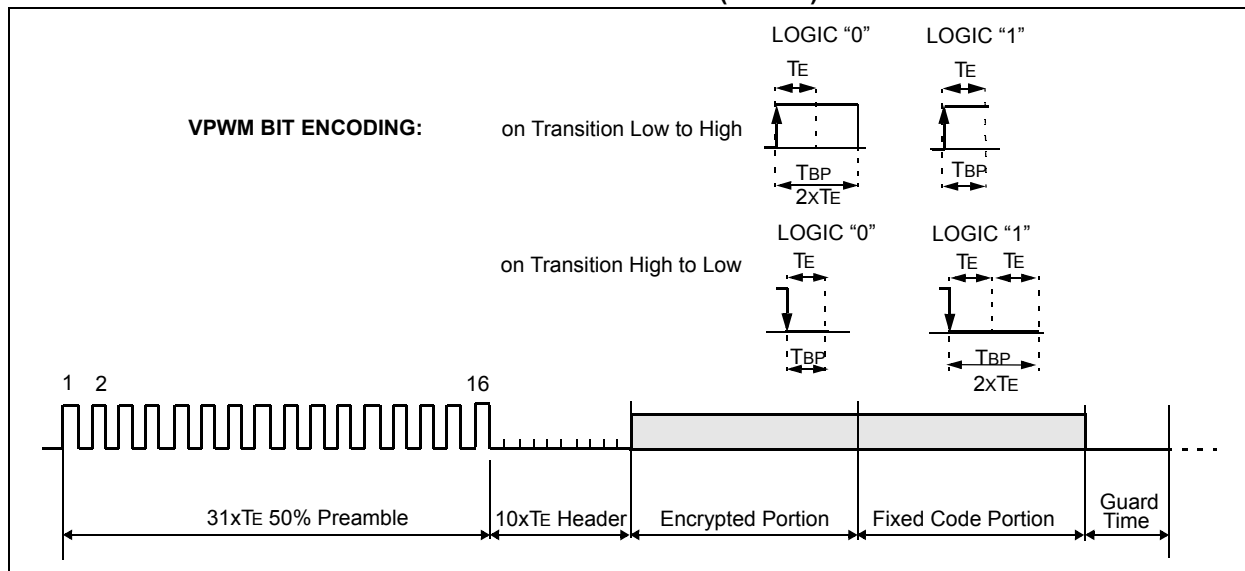 LOGIC “0” LOGIC “1”
TE TE
VPWM BIT ENCODING: on Transition Low to High
TBP TBP
2xTE
LOGIC “0” LOGIC “1”
on Transition High to Low TE TE TE
TBP TBP
2xTE
1 2 16
31xTE 50% Preamble 10xTE Header Encrypted Portion Fixed Code Portion Guard
Time